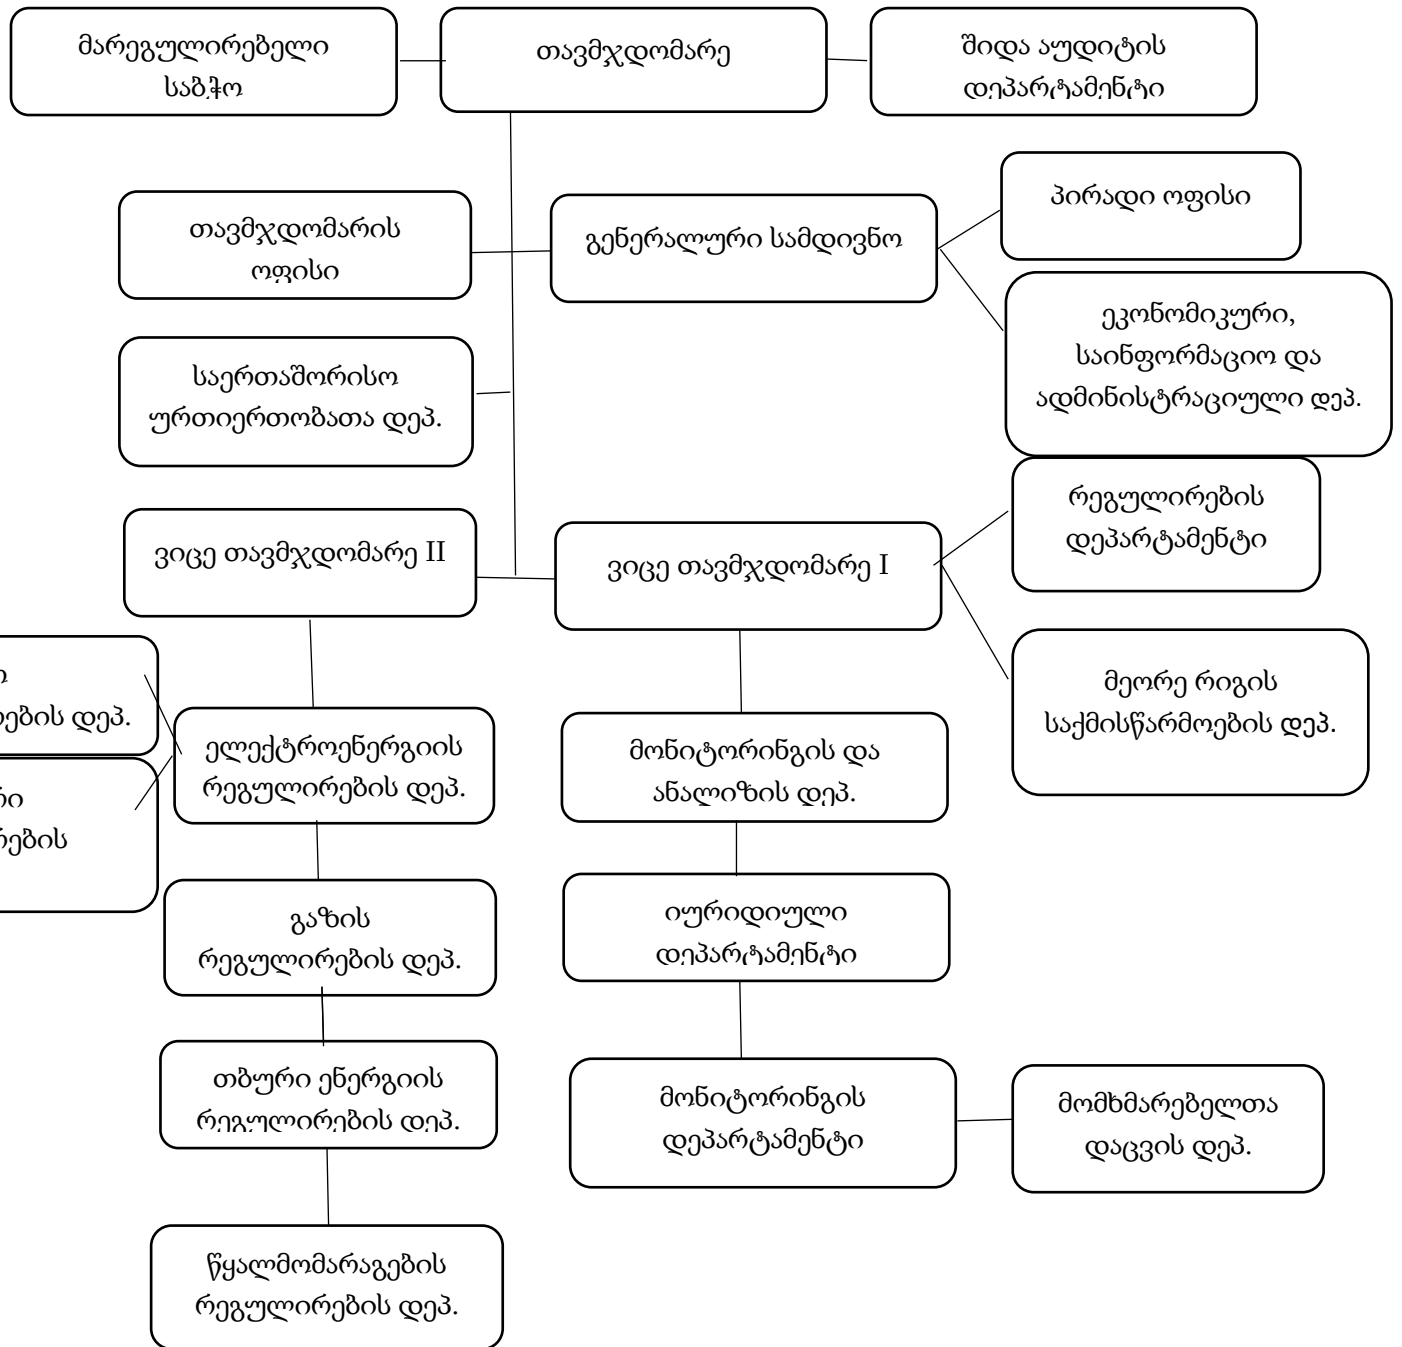 მარეგულირებელი
საბჭო
თავმჯდომარე
შიდა აუდიტის
დეპარტამენტი
თავმჯდომარის
ოფისი
გენერალური სამდივნო
პირადი ოფისი
ეკონომიკური,
საინფორმაციო და
ადმინისტრაციული დეპ.
საერთაშორისო
ურთიერთობათა დეპ.
ვიცე თავმჯდომარე II
ვიცე თავმჯდომარე I
რეგულირების
დეპარტამენტი
მეორე რიგის
საქმისწარმოების დეპ.
დეპ.
ელექტროენერგიის
რეგულირების დეპ.
მონიტორინგის და
ანალიზის დეპ.
გაზის
რეგულირების დეპ.
იურიდიული
დეპარტამენტი
თბური ენერგიის
რეგულირების დეპ.
მონიტორინგის
დეპარტამენტი
მომხმარებელთა
დაცვის დეპ.
წყალმომარაგების
რეგულირების დეპ.